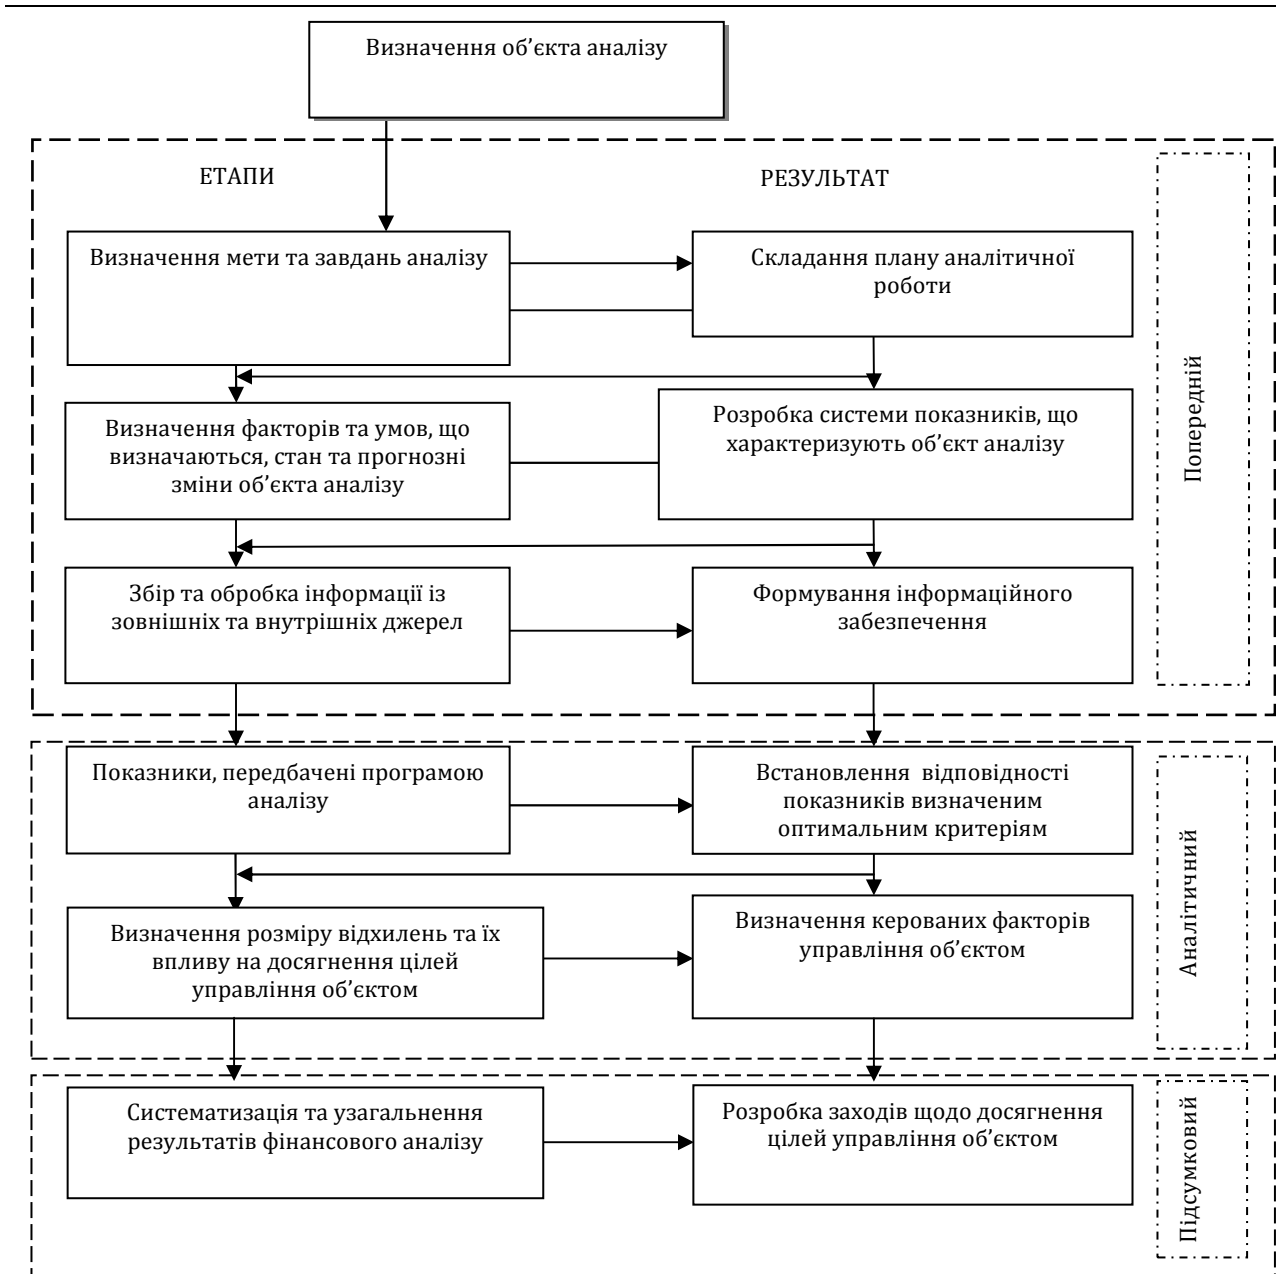 Визначення об’єкта аналізу
ЕТАПИ
РЕЗУЛЬТАТ
Визначення мети та завдань аналізу
Складання плану аналітичної
роботи
Визначення факторів та умов, що
визначаються, стан та прогнозні
зміни об’єкта аналізу
Розробка системи показників, що
характеризують об’єкт аналізу
Збір та обробка інформації із
зовнішніх та внутрішніх джерел
Формування інформаційного
забезпечення
Попередній
Показники, передбачені програмою
аналізу
Встановлення відповідності
показників визначеним
оптимальним критеріям
Визначення розміру відхилень та їх
впливу на досягнення цілей
управління об’єктом
Визначення керованих факторів
управління об’єктом
Аналітичний
Систематизація та узагальнення
результатів фінансового аналізу
Розробка заходів щодо досягнення
цілей управління об’єктом
Підсумковий